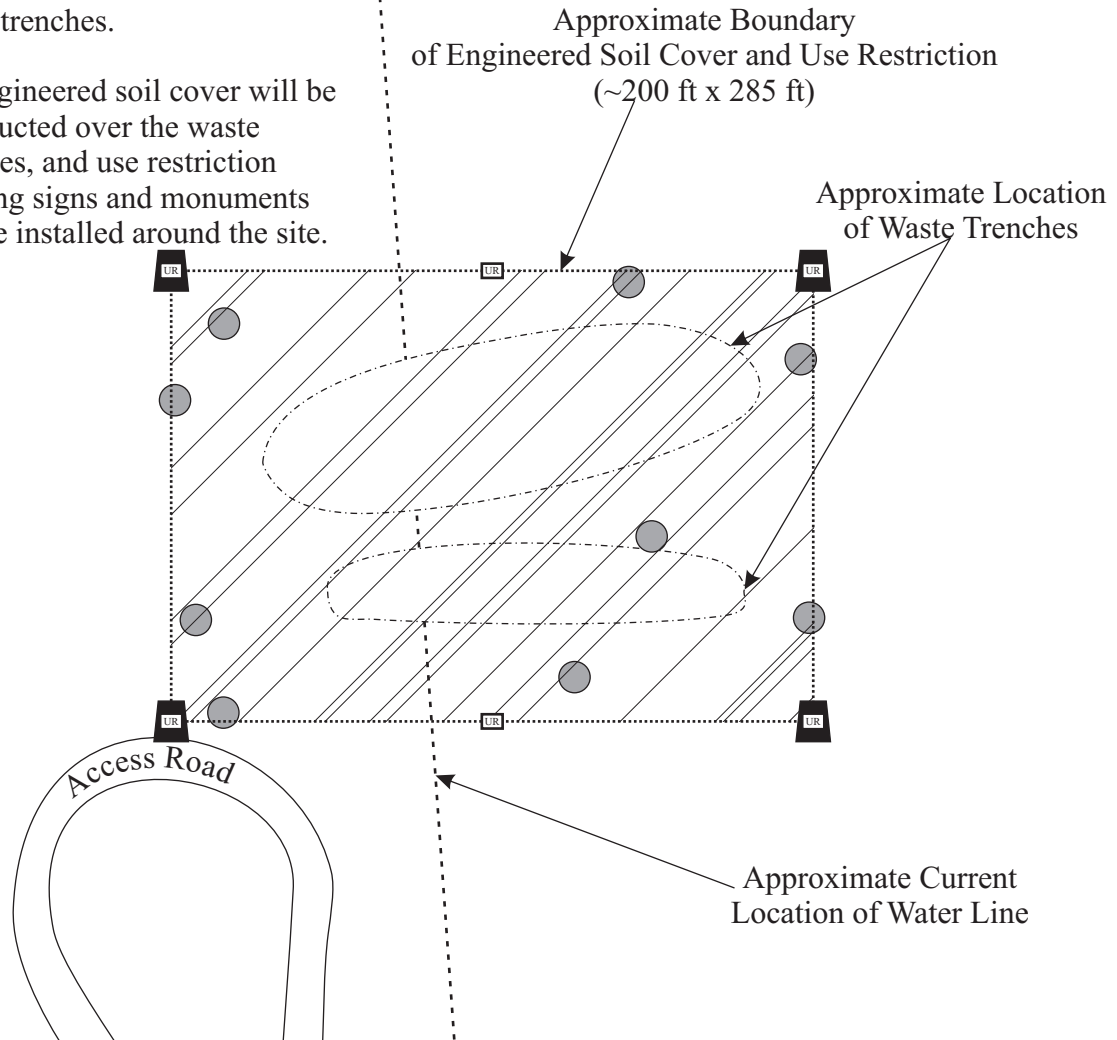 trenches.
gineered soil cover will be
ucted over the waste
es, and use restriction
ng signs and monuments
e installed around the site.
Approximate Boundary
of Engineered Soil Cover and Use Restriction
(~200 ft x 285 ft)
Approximate Location
of Waste Trenches
UR
UR
UR
UR
UR
UR
Access Road
Approximate Current
Location of Water Line